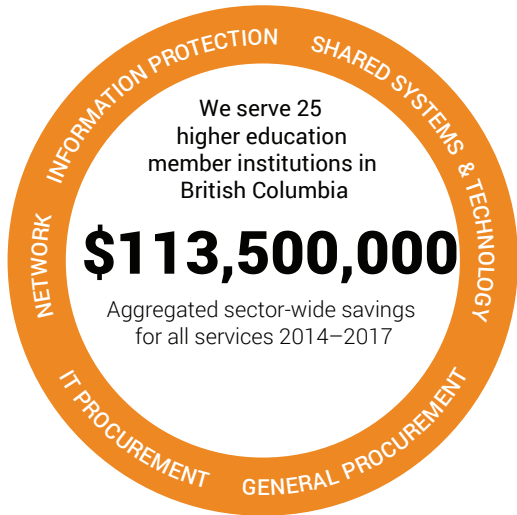 INFORMATION PROTECTION
SHARED SYSTEMS & TECHNOLOGY
NETWORK
We serve 25
higher education
member institutions in
British Columbia
$113,500,000
Aggregated sector-wide savings
for all services 2014–2017
IT PROCUREMENT
GENERAL PROCUREMENT